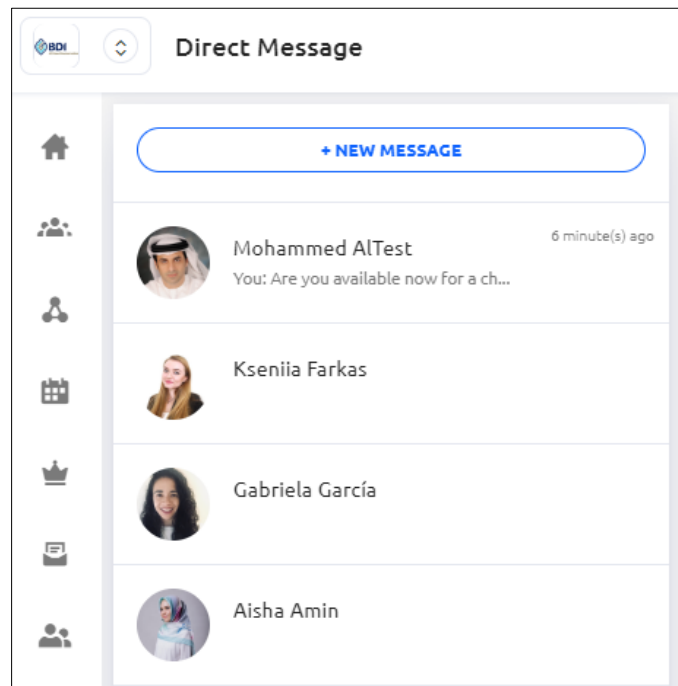 BDI
Direct Message
+ NEW MESSAGE
Mohammed AlTest
6 minute(s) ago
You: Are you available now for a ch...
Kseniia Farkas
Gabriela García
Aisha Amin